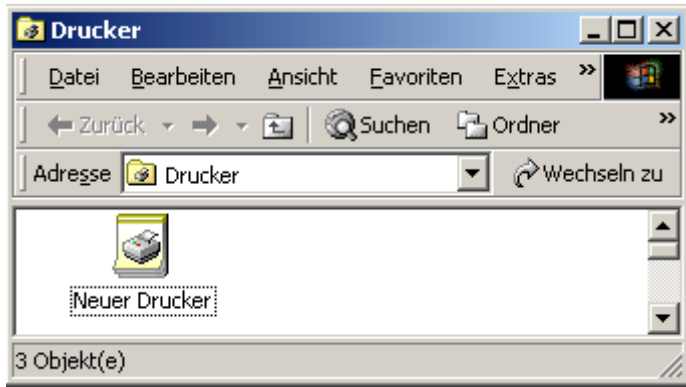 Drucker
Datei Bearbeiten Ansicht Favoriten Extras »
Zurück Suchen Ordner »
Adresse Drucker Wechseln zu
Neuer Drucker
3 Objekt(e)